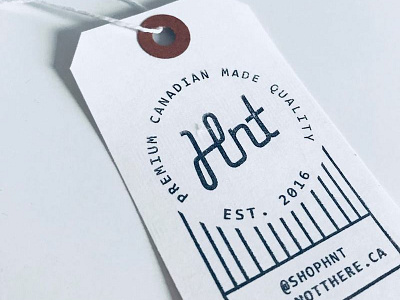 PREMIUM CANADIAN MADE QUALITY
Hnt
EST. 2016
@SHOPHNT
NOTTHERE.CA